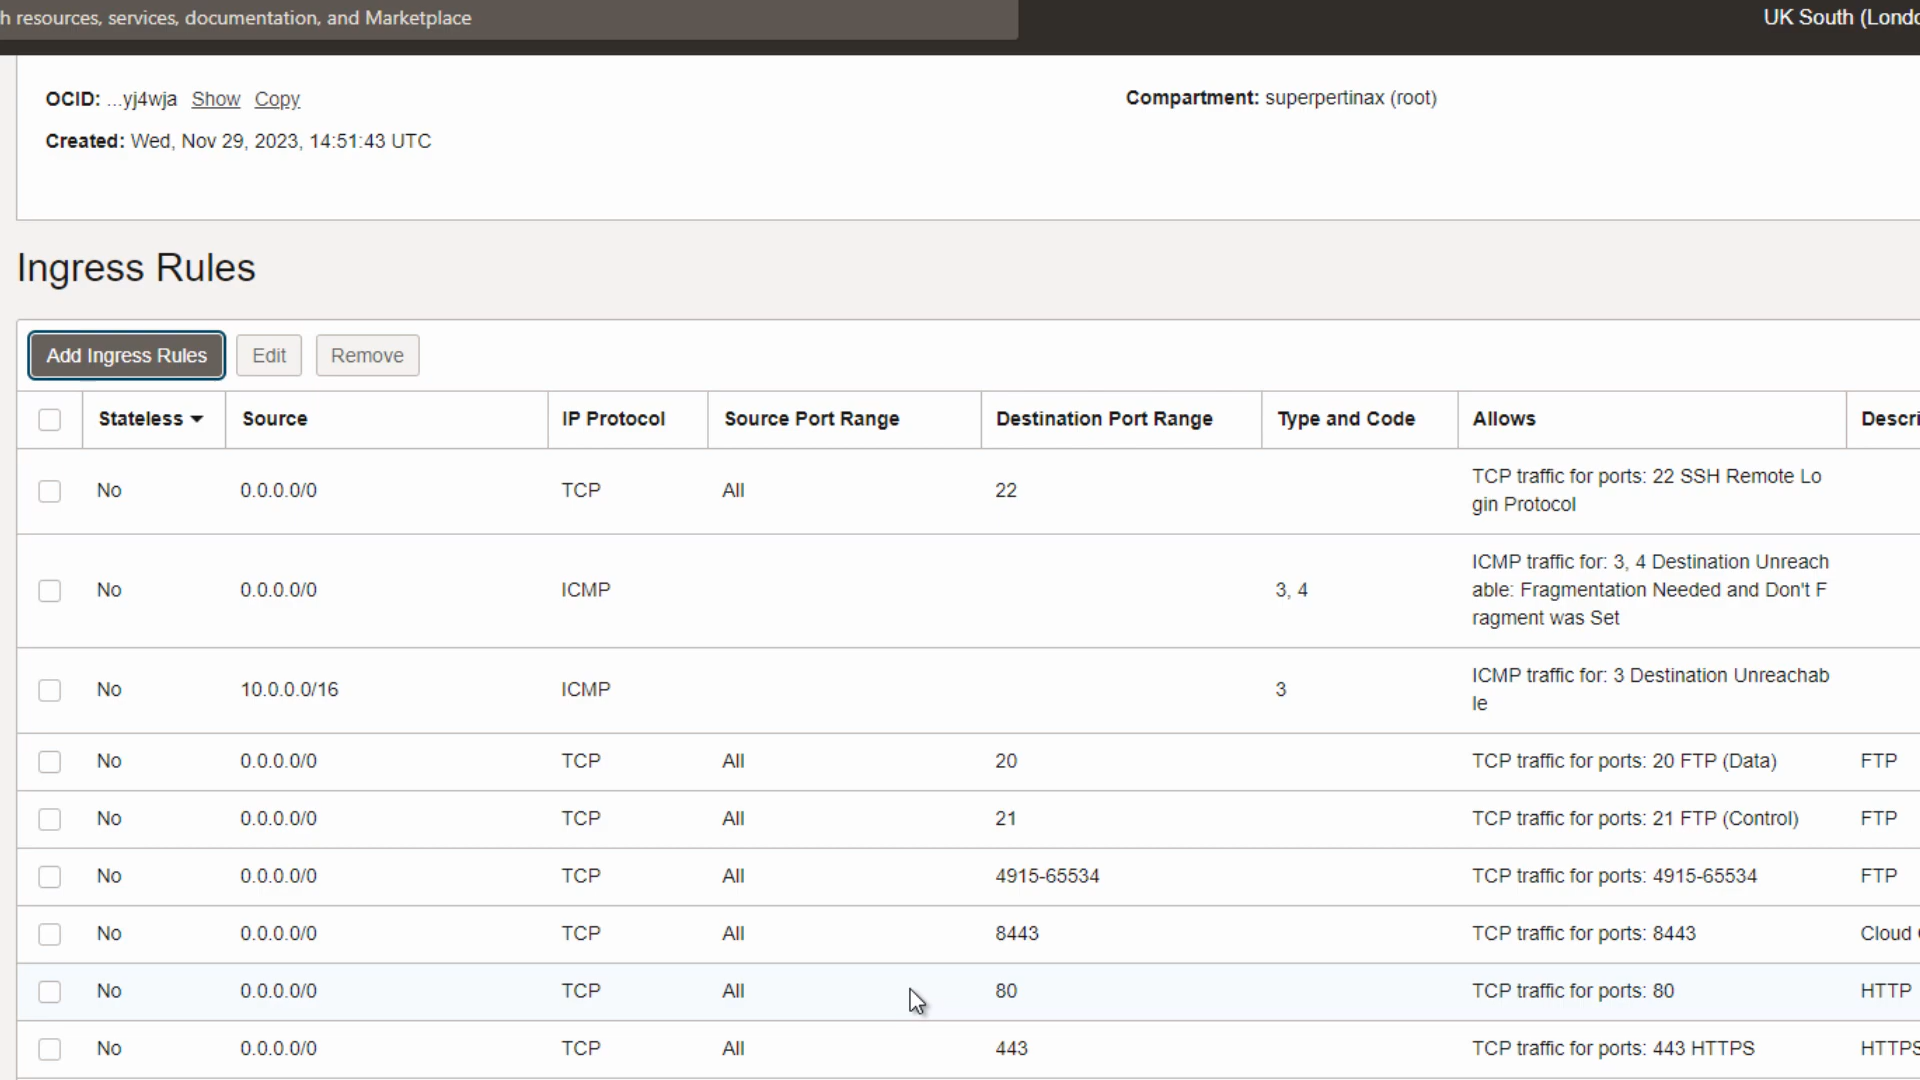 h resources, services, documentation, and Marketplace
UK South (Londo
OCID: ...yj4wja Show Copy
Compartment: superpertinax (root)
Created: Wed, Nov 29, 2023, 14:51:43 UTC
Ingress Rules
Add Ingress Rules Edit Remove
Stateless Source IP Protocol Source Port Range Destination Port Range Type and Code Allows Descri
No 0.0.0.0/0 TCP All 22 TCP traffic for ports: 22 SSH Remote Lo
gin Protocol
No 0.0.0.0/0 ICMP 3, 4 ICMP traffic for: 3, 4 Destination Unreach
able: Fragmentation Needed and Don't F
ragment was Set
No 10.0.0.0/16 ICMP 3 ICMP traffic for: 3 Destination Unreachab
le
No 0.0.0.0/0 TCP All 20 TCP traffic for ports: 20 FTP (Data) FTP
No 0.0.0.0/0 TCP All 21 TCP traffic for ports: 21 FTP (Control) FTP
No 0.0.0.0/0 TCP All 4915-65534 TCP traffic for ports: 4915-65534 FTP
No 0.0.0.0/0 TCP All 8443 TCP traffic for ports: 8443 Cloud
No 0.0.0.0/0 TCP All 80 TCP traffic for ports: 80 HTTP
No 0.0.0.0/0 TCP All 443 TCP traffic for ports: 443 HTTPS HTTPS